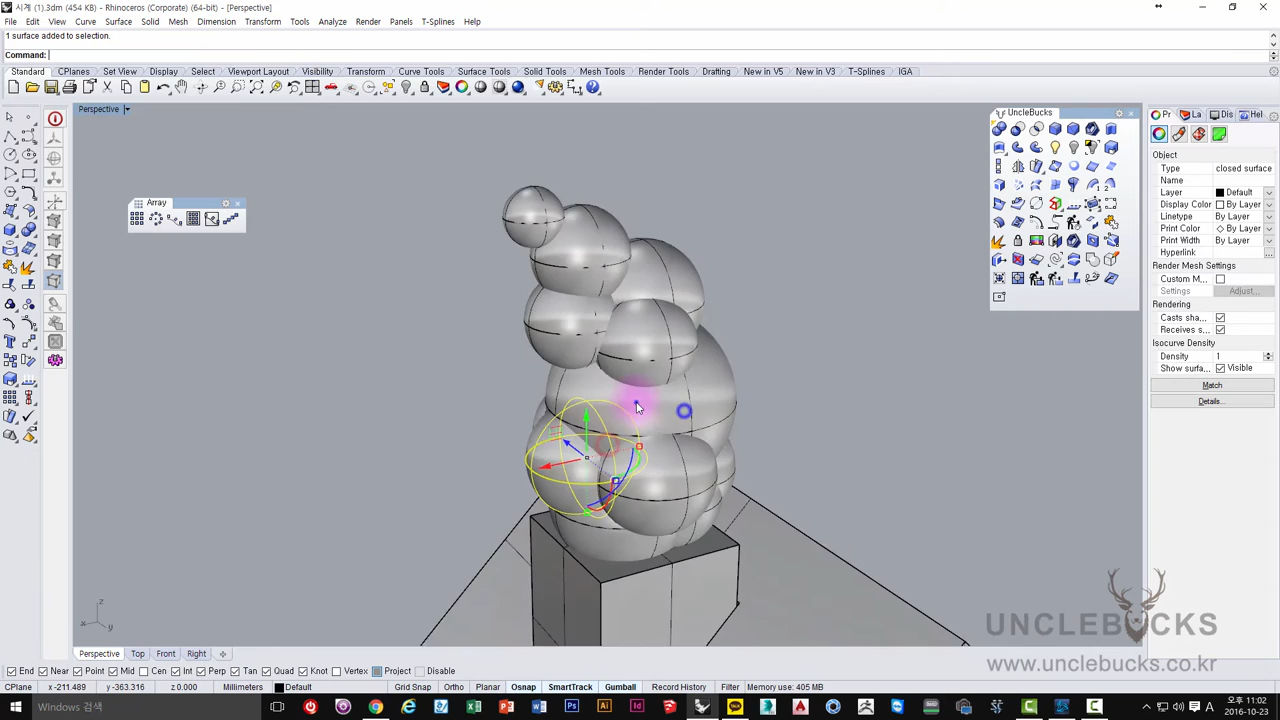 시계 (1).3dm (454 KB) - Rhinoceros (Corporate) (64-bit) - [Perspective]
File Edit View Curve Surface Solid Mesh Dimension Transform Tools Analyze Render Panels T-Splines Help
1 surface added to selection.
Command:
Standard CPlanes Set View Display Select Viewport Layout Visibility Transform Curve Tools Surface Tools Solid Tools Mesh Tools Render Tools Drafting New in V5 New in V3 T-Splines IGA
Perspective
UncleBucks
Pr La Dis Hel
Array
Object
Type closed surface
Name
Layer Default
Display Color By Layer
Linetype By Layer
Print Color By Layer
Print Width By Layer
Hyperlink ...
Render Mesh Settings
Custom M...
Settings Adjust...
Rendering
Casts sha...
Receives s...
Isocurve Density
Density 1
Show surfa... Visible
Match
Details...
z
x y
UNCLEBUCKS
www.unclebucks.co.kr
Perspective Top Front Right
End Near Point Mid Cen Int Perp Tan Quad Knot Vertex Project Disable
CPlane x -211.489 y -363.316 z 0.000 Millimeters Default Grid Snap Ortho Planar Osnap SmartTrack Gumball Record History Filter Memory use: 405 MB
Windows 검색
A 오전 11:02
2016-10-23